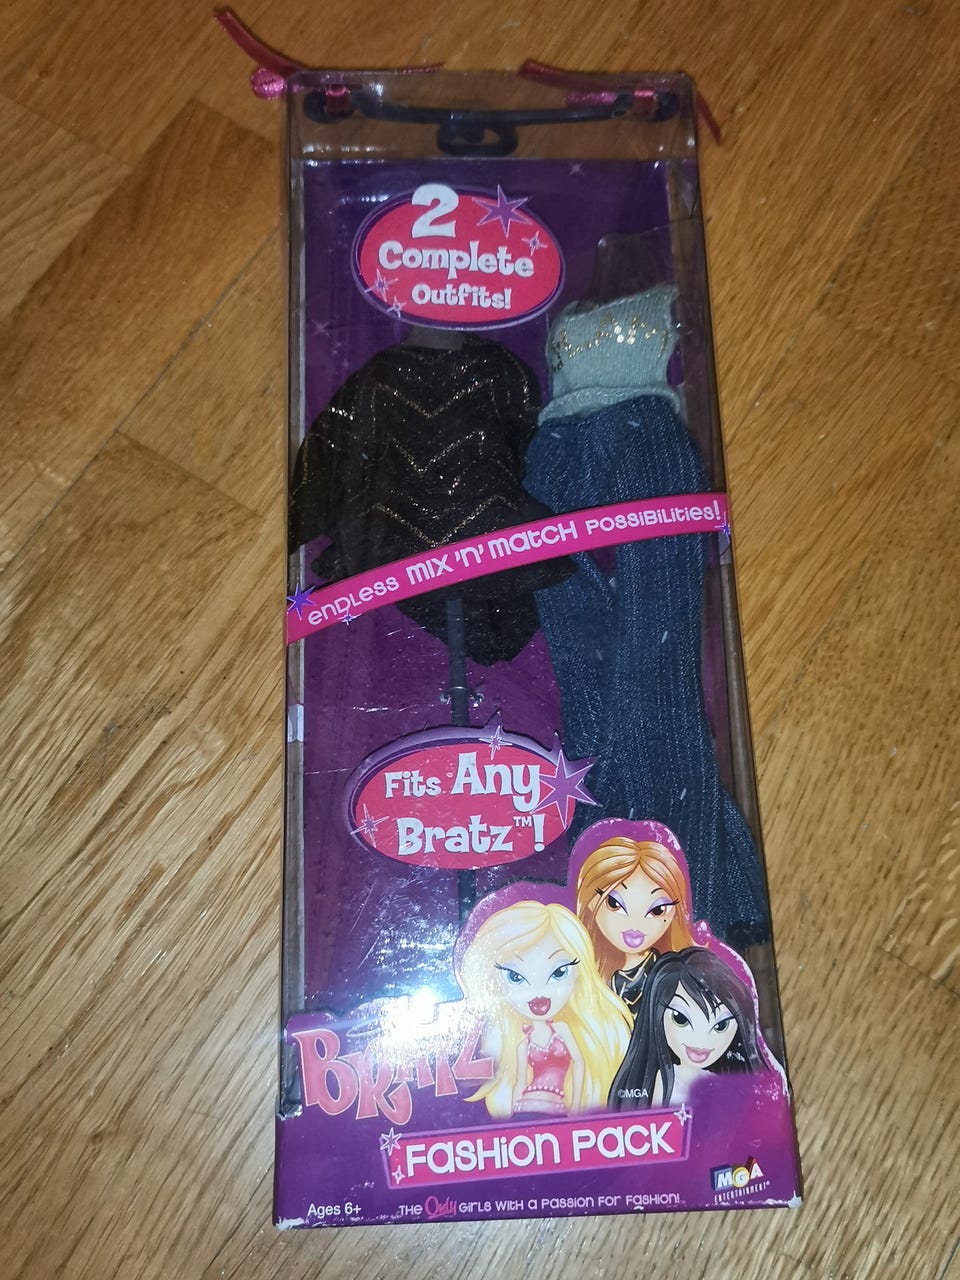 2
Complete
Outfits!
endless MIX 'n' MatCH POSSiBiLities!
Fits Any
Bratz™!
BRATZ
©MGA
FaSHion PaCK
MGA
ENTERTAINMENT
Ages 6+
THE Only GiRLS WiTH a PaSSion FOR FaSHion!